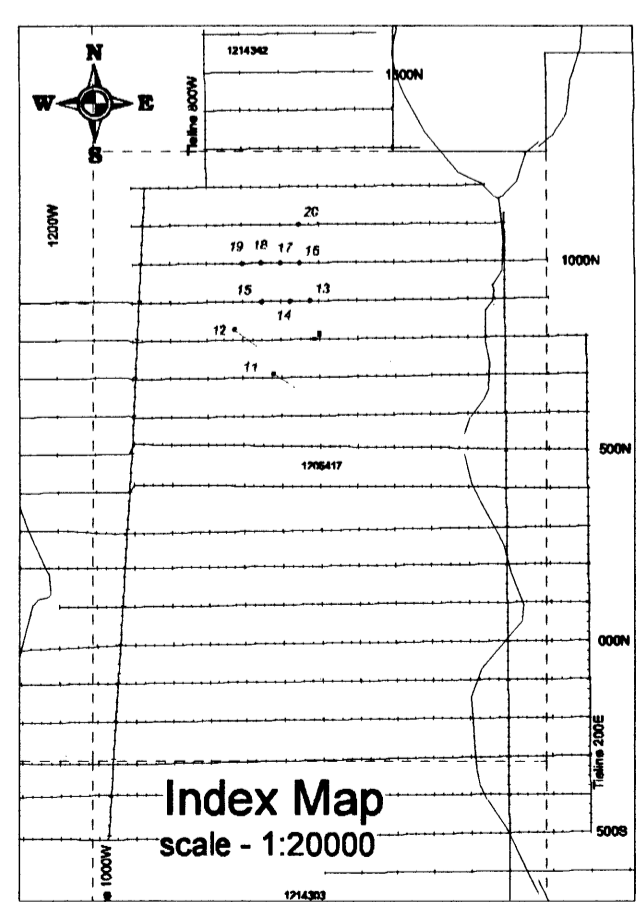 1214342
N
W E
S
1500N
Tieline 800W
1200W
20
19 18 17 16
1000N
15 13
14
12
11
500N
1206417
000N
Tieline 200E
Index Map
scale - 1:20000
500S
1000W
1214303